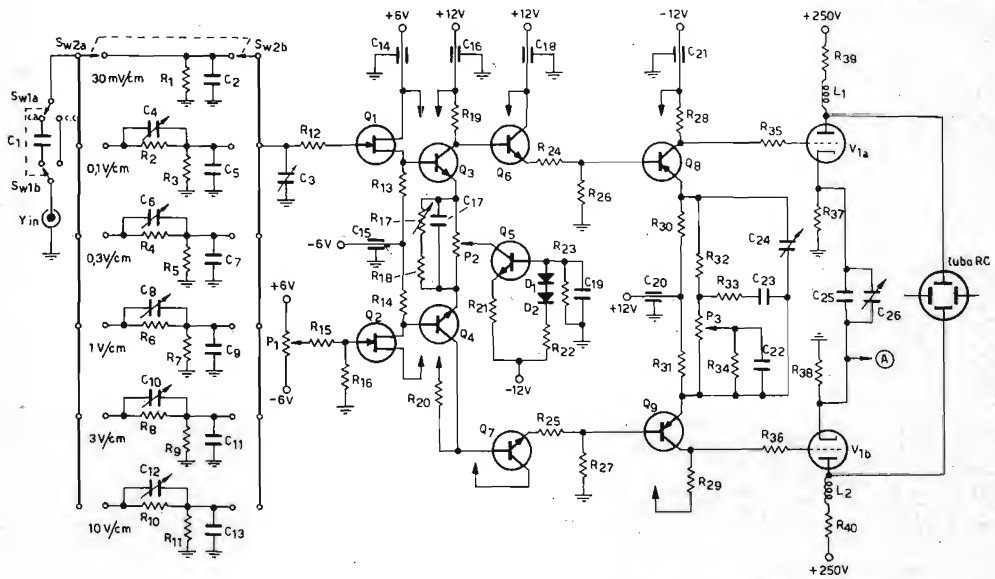 +6V
+12V
+12V
-12V
+250V
Sw2a
Sw2b
C14
C16
C18
C21
R39
L1
30 mV/cm
R1
C2
Sw1a
c.a
c.c
C1
Sw1b
Y in
C4
R2
0,1V/cm
R3
C5
C6
R4
0,3V/cm
R5
C7
C8
R6
1V/cm
R7
C9
C10
R8
3V/cm
R9
C11
C12
R10
10V/cm
R11
C13
R12
C3
Q1
R13
R19
Q3
Q6
R24
R26
R28
Q8
R35
V1a
R37
-6V
C15
R17
C17
R18
P2
Q5
R23
D1
D2
C19
R21
R22
-12V
R14
Q2
Q4
+6V
P1
-6V
R15
R16
R20
R30
R32
C24
R33
C23
C20
+12V
P3
R31
R34
C22
C25
C26
tubo RC
R38
A
Q7
R25
R27
Q9
R29
R36
V1b
L2
R40
+250V